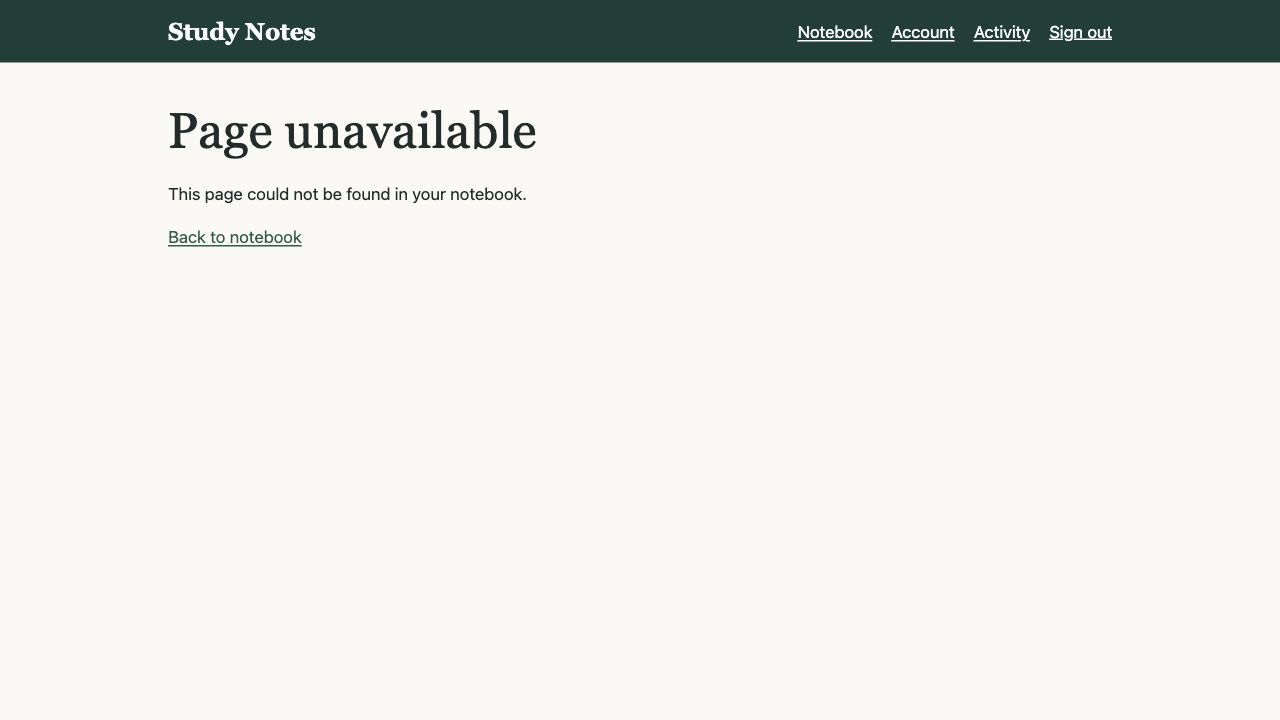 Study Notes
Notebook Account Activity Sign out
Page unavailable
This page could not be found in your notebook.
Back to notebook